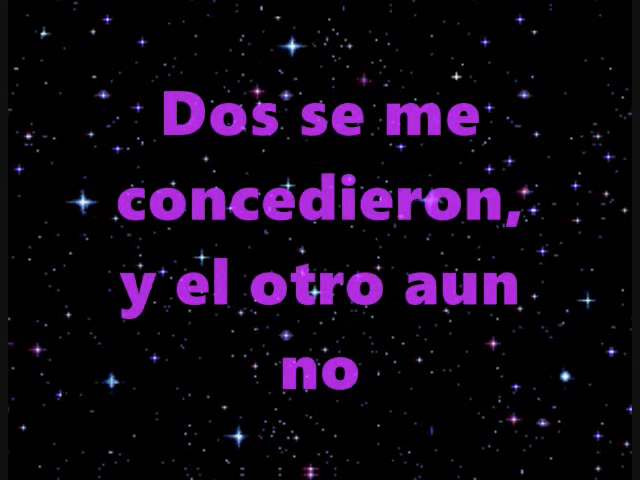 Dos se me
concedieron,
y el otro aun
no